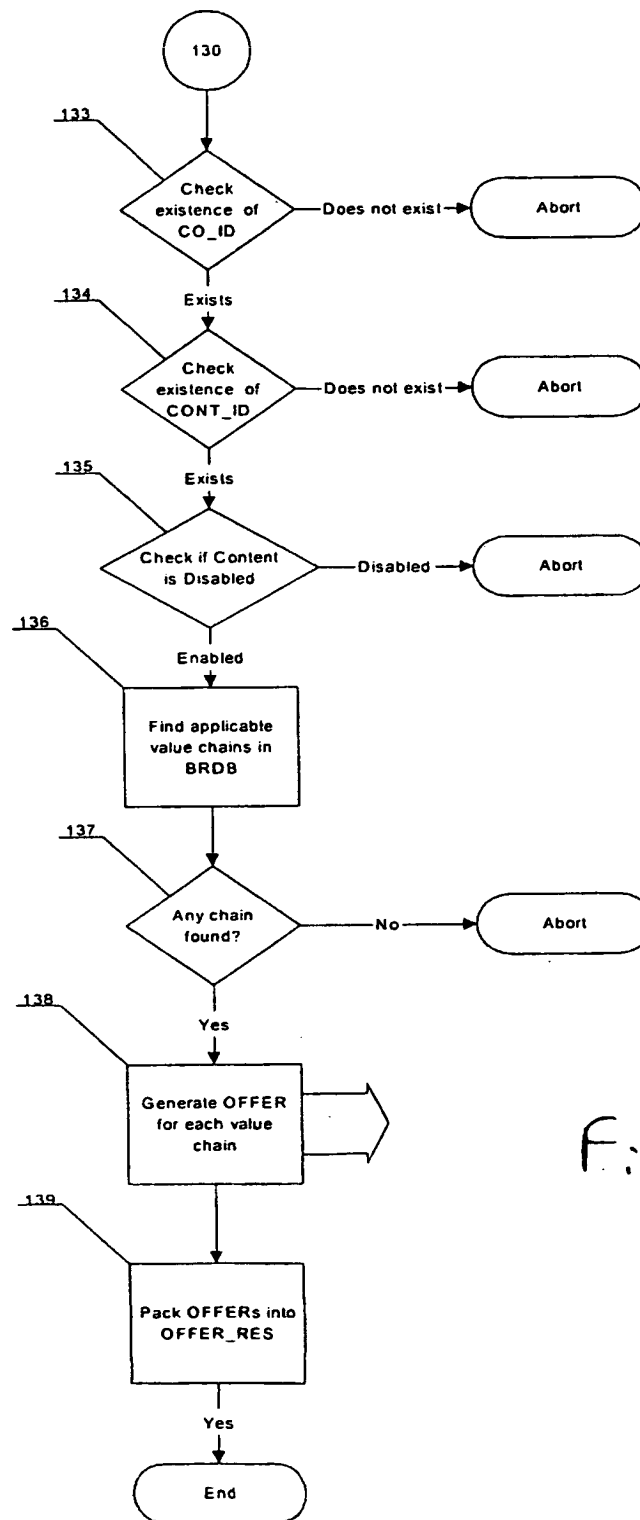 130
133
Check
existence of
CO_ID
Does not exist
Abort
Exists
134
Check
existence of
CONT_ID
Does not exist
Abort
Exists
135
Check if Content
is Disabled
Disabled
Abort
Enabled
136
Find applicable
value chains in
BRDB
137
Any chain
found?
No
Abort
Yes
138
Generate OFFER
for each value
chain
139
Pack OFFERs into
OFFER_RES
Yes
End